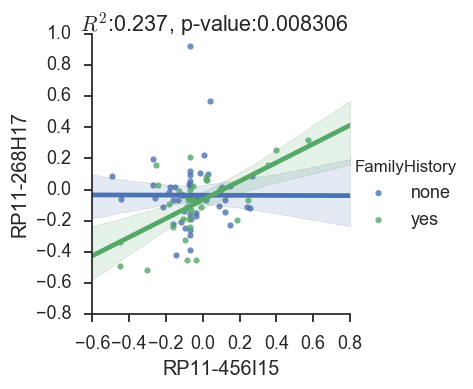 R²:0.237, p-value:0.008306
1.0
0.8
0.6
0.4
0.2
0.0
−0.2
−0.4
−0.6
−0.8
RP11-268H17
−0.6 −0.4 −0.2 0.0 0.2 0.4 0.6 0.8
RP11-456I15
FamilyHistory
none
yes